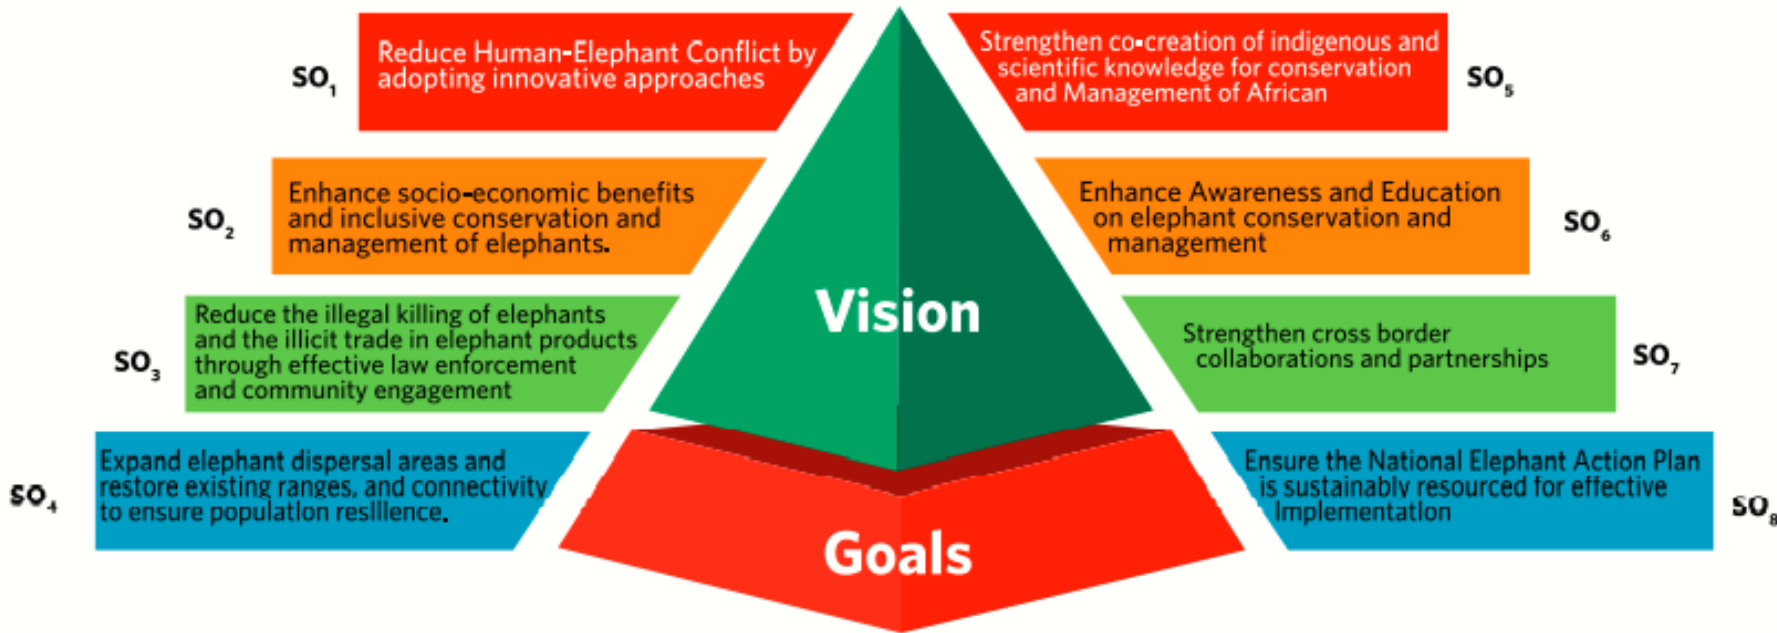 SO1
Reduce Human-Elephant Conflict by
adopting innovative approaches
SO2
Enhance socio-economic benefits
and inclusive conservation and
management of elephants.
SO3
Reduce the illegal killing of elephants
and the illicit trade in elephant products
through effective law enforcement
and community engagement
SO4
Expand elephant dispersal areas and
restore existing ranges, and connectivity
to ensure population resilience.
Vision
Goals
Strengthen co-creation of indigenous and
scientific knowledge for conservation
and Management of African
SO5
Enhance Awareness and Education
on elephant conservation and
management
SO6
Strengthen cross border
collaborations and partnerships
SO7
Ensure the National Elephant Action Plan
is sustainably resourced for effective
Implementation
SO8